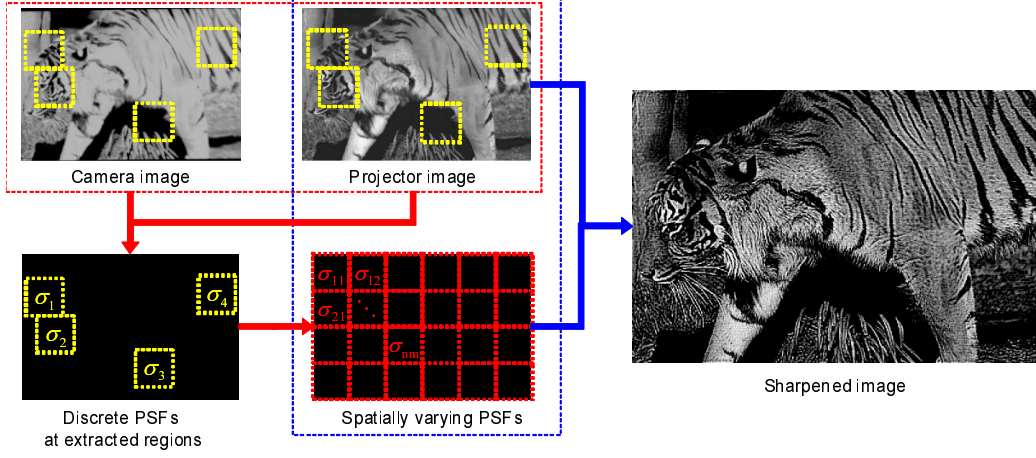 Camera image
Projector image
σ₁
σ₂
σ₃
σ₄
Discrete PSFs
at extracted regions
σ₁₁ σ₁₂
σ₂₁ ⋱
σₙₘ
Spatially varying PSFs
Sharpened image